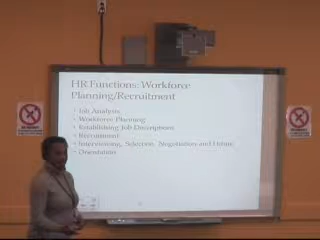 HR Functions: Workforce
Planning/Recruitment
• Job Analysis
• Workforce Planning
• Establishing Job Descriptions
• Recruitment
• Interviewing, Selection, Negotiation and Hiring
• Orientation